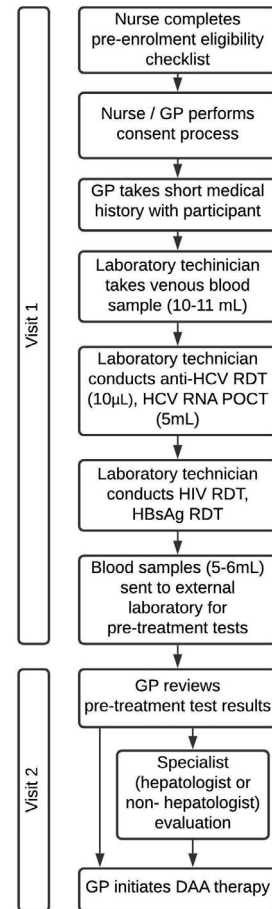 Visit 1
Nurse completes
pre-enrolment eligibility
checklist
Nurse / GP performs
consent process
GP takes short medical
history with participant
Laboratory techinician
takes venous blood
sample (10-11 mL)
Laboratory technician
conducts anti-HCV RDT
(10µL), HCV RNA POCT
(5mL)
Laboratory technician
conducts HIV RDT,
HBsAg RDT
Blood samples (5-6mL)
sent to external
laboratory for
pre-treatment tests
Visit 2
GP reviews
pre-treatment test results
Specialist
(hepatologist or
non- hepatologist)
evaluation
GP initiates DAA therapy